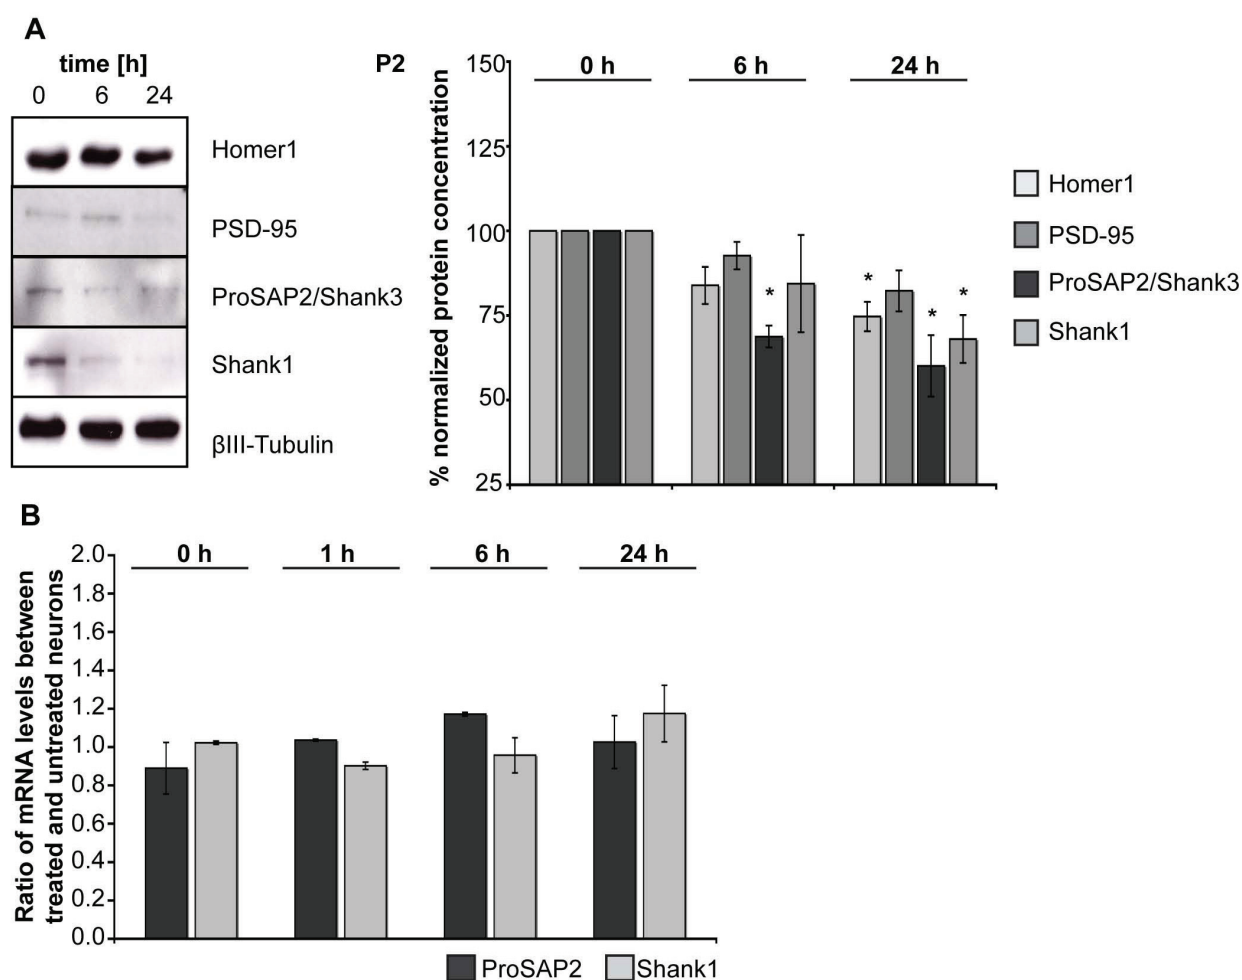 A
time [h]
0 6 24
Homer1
PSD-95
ProSAP2/Shank3
Shank1
βIII-Tubulin
P2
% normalized protein concentration
150
125
100
75
50
25
0 h 6 h 24 h
* * * *
Homer1
PSD-95
ProSAP2/Shank3
Shank1
B
Ratio of mRNA levels between
treated and untreated neurons
2.0
1.8
1.6
1.4
1.2
1.0
0.8
0.6
0.4
0.2
0.0
0 h 1 h 6 h 24 h
ProSAP2 Shank1